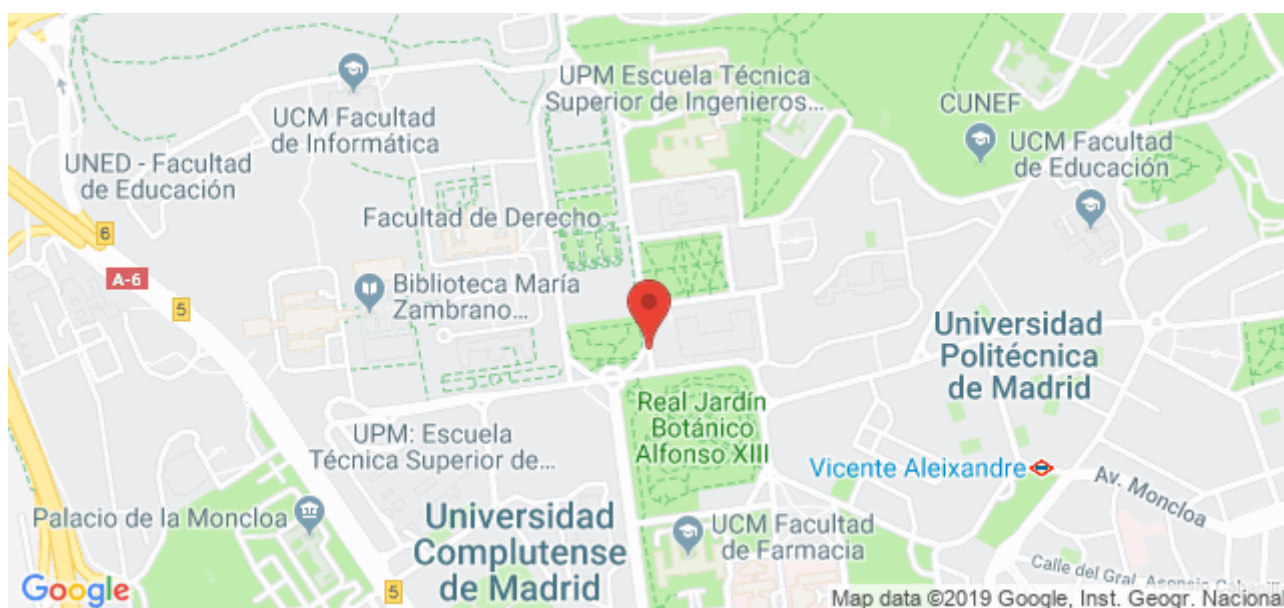 UPM Escuela Técnica
Superior de Ingenieros...
CUNEF
UCM Facultad
de Informática
UCM Facultad
de Educación
UNED - Facultad
de Educación
Facultad de Derecho
6
A-6
5
Biblioteca María
Zambrano...
Universidad
Politécnica
de Madrid
Real Jardín
Botánico
Alfonso XIII
UPM: Escuela
Técnica Superior de...
Vicente Aleixandre
Av. Moncloa
Palacio de la Moncloa
Universidad
Complutense
de Madrid
UCM Facultad
de Farmacia
Calle del Gral. Asensio
Google
5
Map data ©2019 Google, Inst. Geogr. Naciona